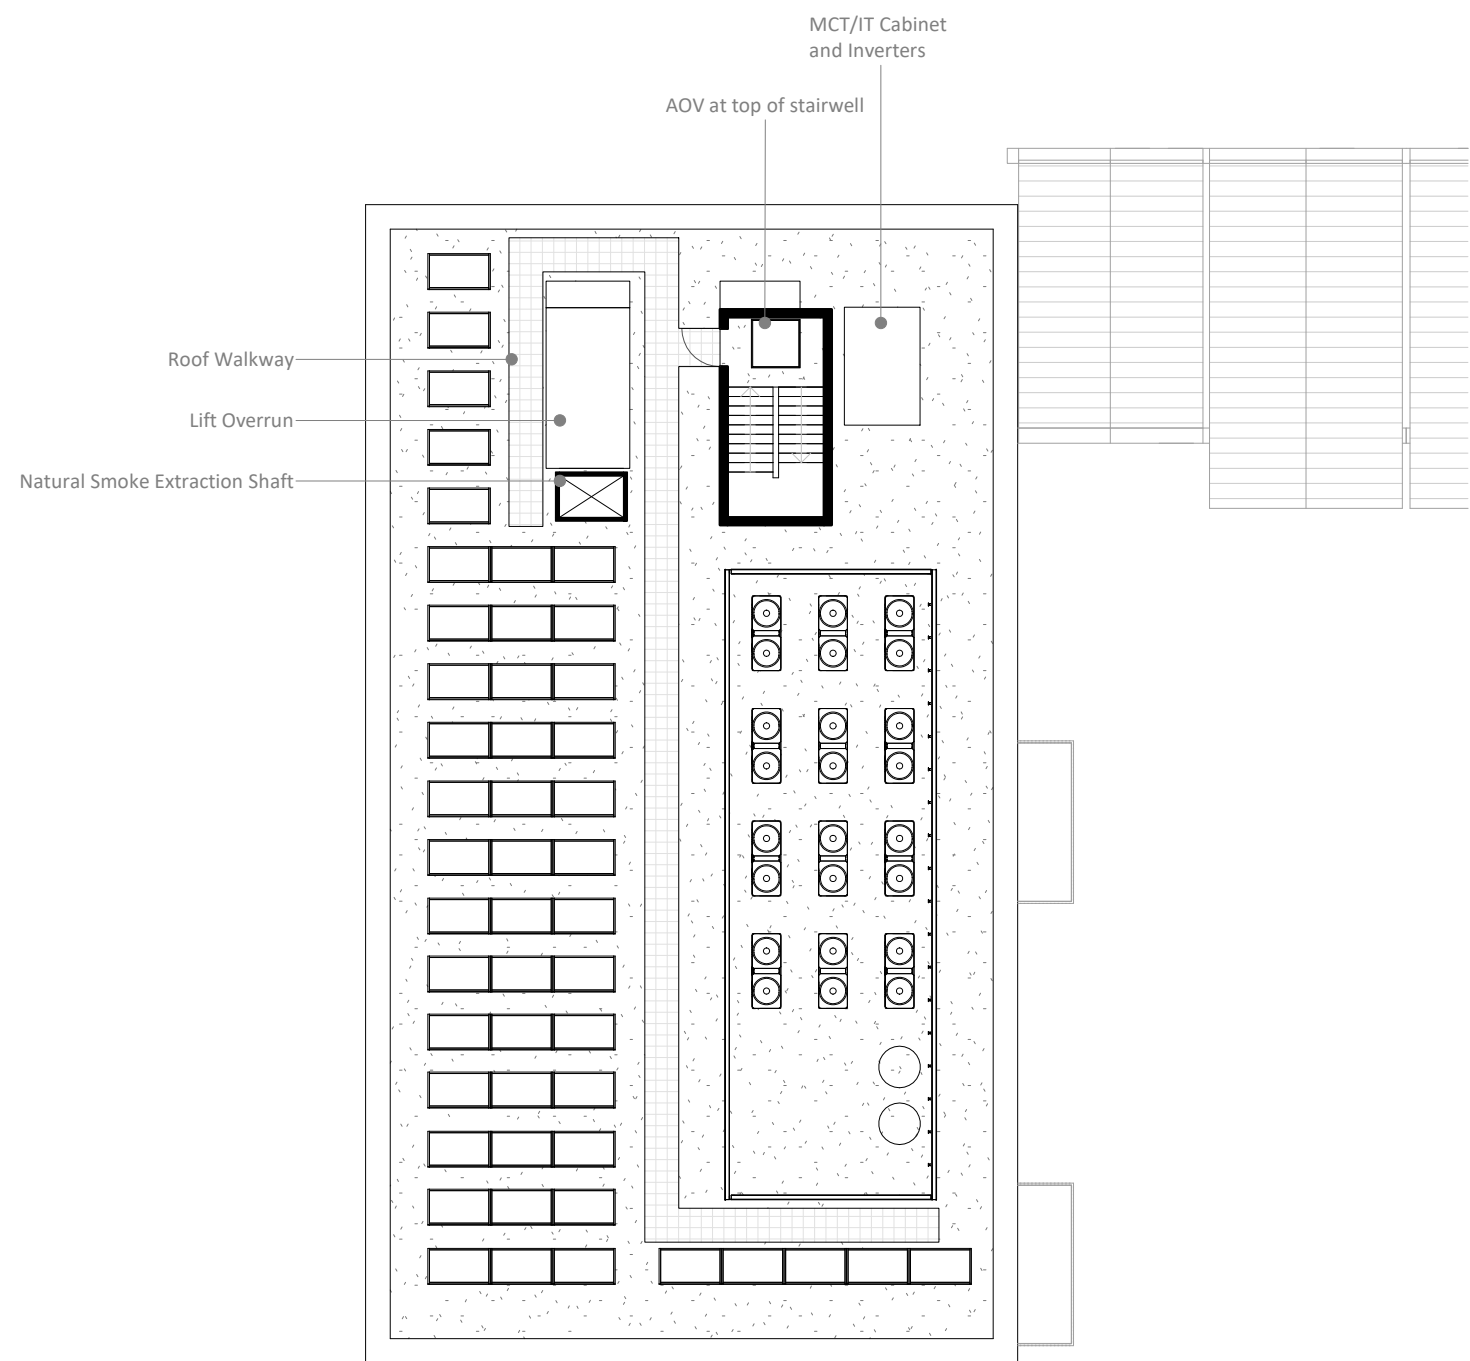 MCT/IT Cabinet
and Inverters
AOV at top of stairwell
Roof Walkway
Lift Overrun
Natural Smoke Extraction Shaft